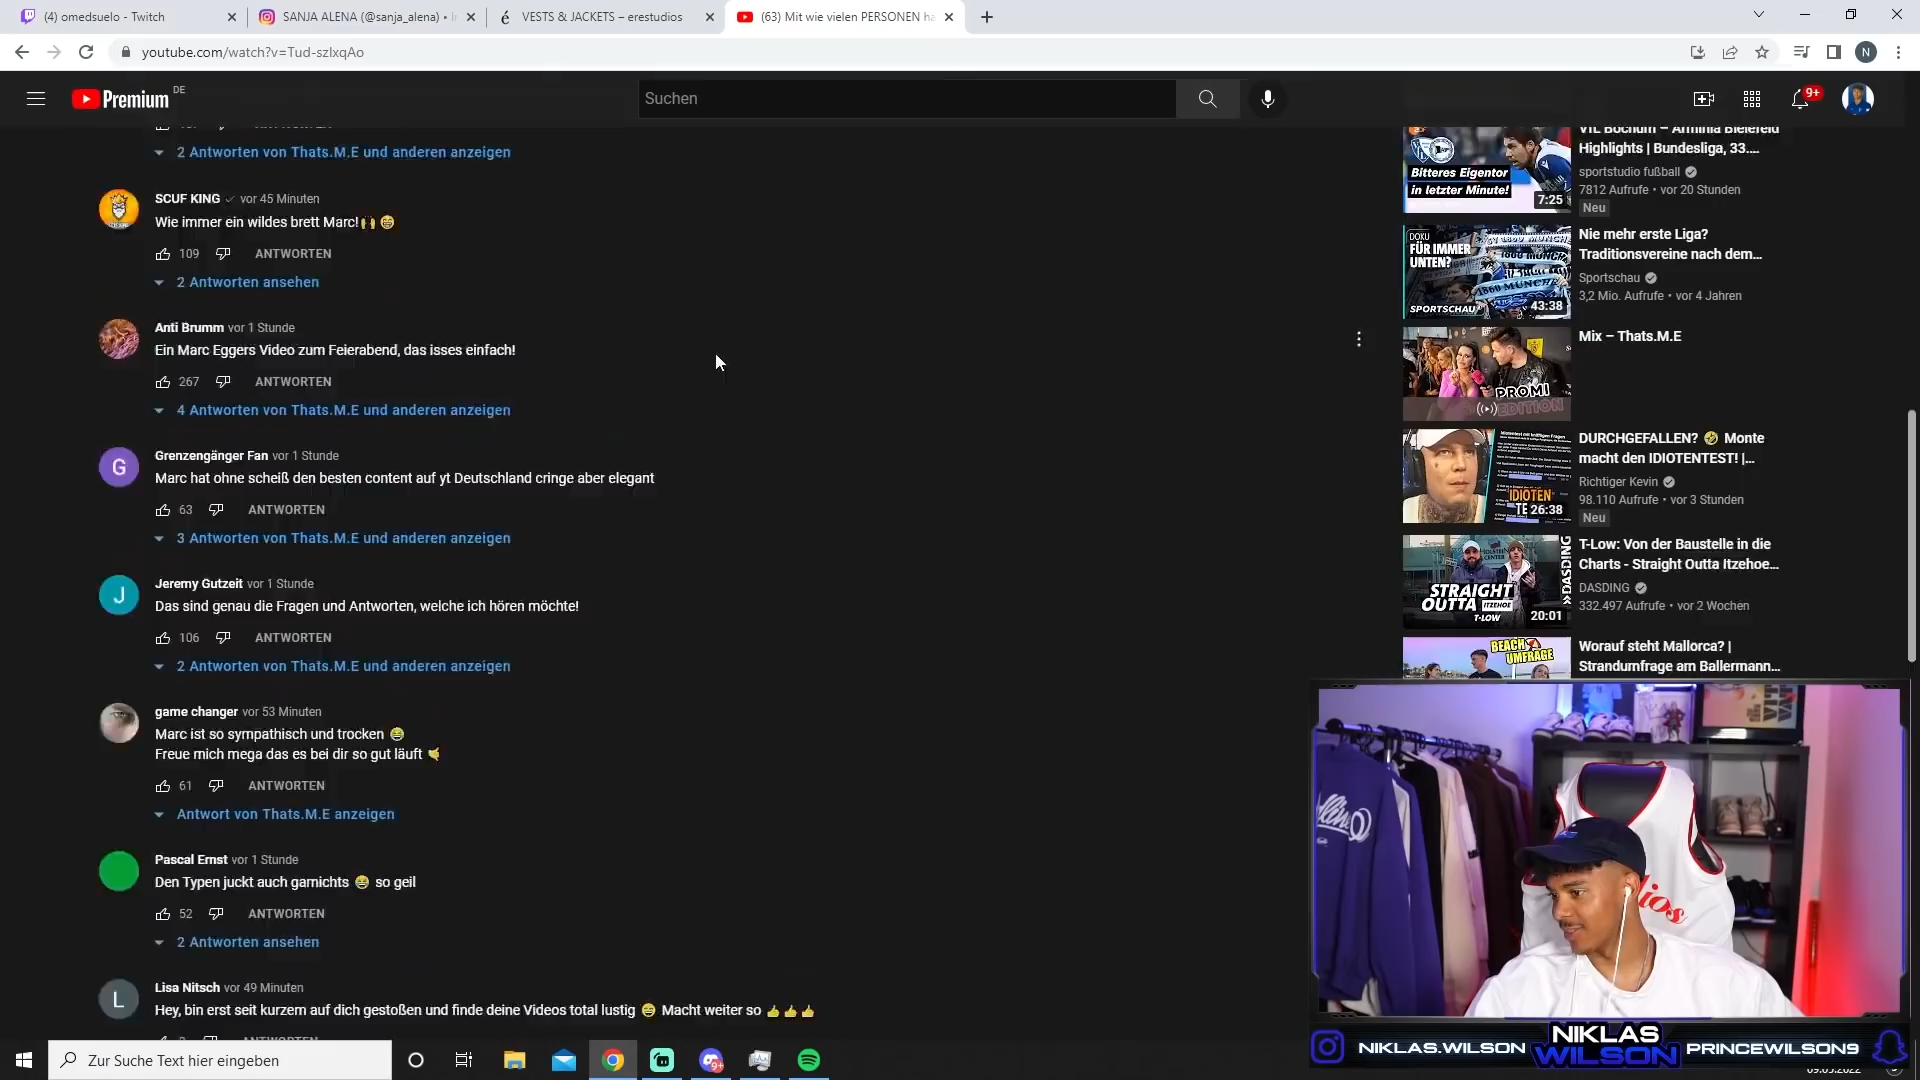 (4) omedsuelo - Twitch
SANJA ALENA (@sanja_alena) •
VESTS & JACKETS – erestudios
(63) Mit wie vielen PERSONEN ha
youtube.com/watch?v=Tud-szlxqAo
N
Premium DE
Suchen
9+
2 Antworten von Thats.M.E und anderen anzeigen
SCUF KING vor 45 Minuten
Wie immer ein wildes brett Marc!🙌 😁
109 ANTWORTEN
2 Antworten ansehen
Anti Brumm vor 1 Stunde
Ein Marc Eggers Video zum Feierabend, das isses einfach!
267 ANTWORTEN
4 Antworten von Thats.M.E und anderen anzeigen
G
Grenzengänger Fan vor 1 Stunde
Marc hat ohne scheiß den besten content auf yt Deutschland cringe aber elegant
63 ANTWORTEN
3 Antworten von Thats.M.E und anderen anzeigen
J
Jeremy Gutzeit vor 1 Stunde
Das sind genau die Fragen und Antworten, welche ich hören möchte!
106 ANTWORTEN
2 Antworten von Thats.M.E und anderen anzeigen
game changer vor 53 Minuten
Marc ist so sympathisch und trocken 😂
Freue mich mega das es bei dir so gut läuft 🤙
61 ANTWORTEN
Antwort von Thats.M.E anzeigen
Pascal Ernst vor 1 Stunde
Den Typen juckt auch garnichts 😂 so geil
52 ANTWORTEN
2 Antworten ansehen
L
Lisa Nitsch vor 49 Minuten
Hey, bin erst seit kurzem auf dich gestoßen und finde deine Videos total lustig 😄 Macht weiter so 👍👍👍
VfL Bochum – Arminia Bielefeld
Highlights | Bundesliga, 33....
sportstudio fußball
7812 Aufrufe • vor 20 Stunden
Neu
Bitteres Eigentor
in letzter Minute!
7:25
Nie mehr erste Liga?
Traditionsvereine nach dem...
Sportschau
3,2 Mio. Aufrufe • vor 4 Jahren
DOKU
FÜR IMMER
UNTEN?
1860 MÜNCHEN
SPORTSCHAU
43:38
Mix – Thats.M.E
PROMI
EDITION
DURCHGEFALLEN? 🤣 Monte
macht den IDIOTENTEST! |...
Richtiger Kevin
98.110 Aufrufe • vor 3 Stunden
Neu
IDIOTEN
TE 26:38
T-Low: Von der Baustelle in die
Charts - Straight Outta Itzehoe...
DASDING
332.497 Aufrufe • vor 2 Wochen
STRAIGHT
OUTTA ITZEHOE
T-LOW
»DASDING
20:01
Worauf steht Mallorca? |
Strandumfrage am Ballermann...
BEACH
UMFRAGE
NIKLAS.WILSON
NIKLAS
WILSON
PRINCEWILSON9
Zur Suche Text hier eingeben
9+
09.05.2022